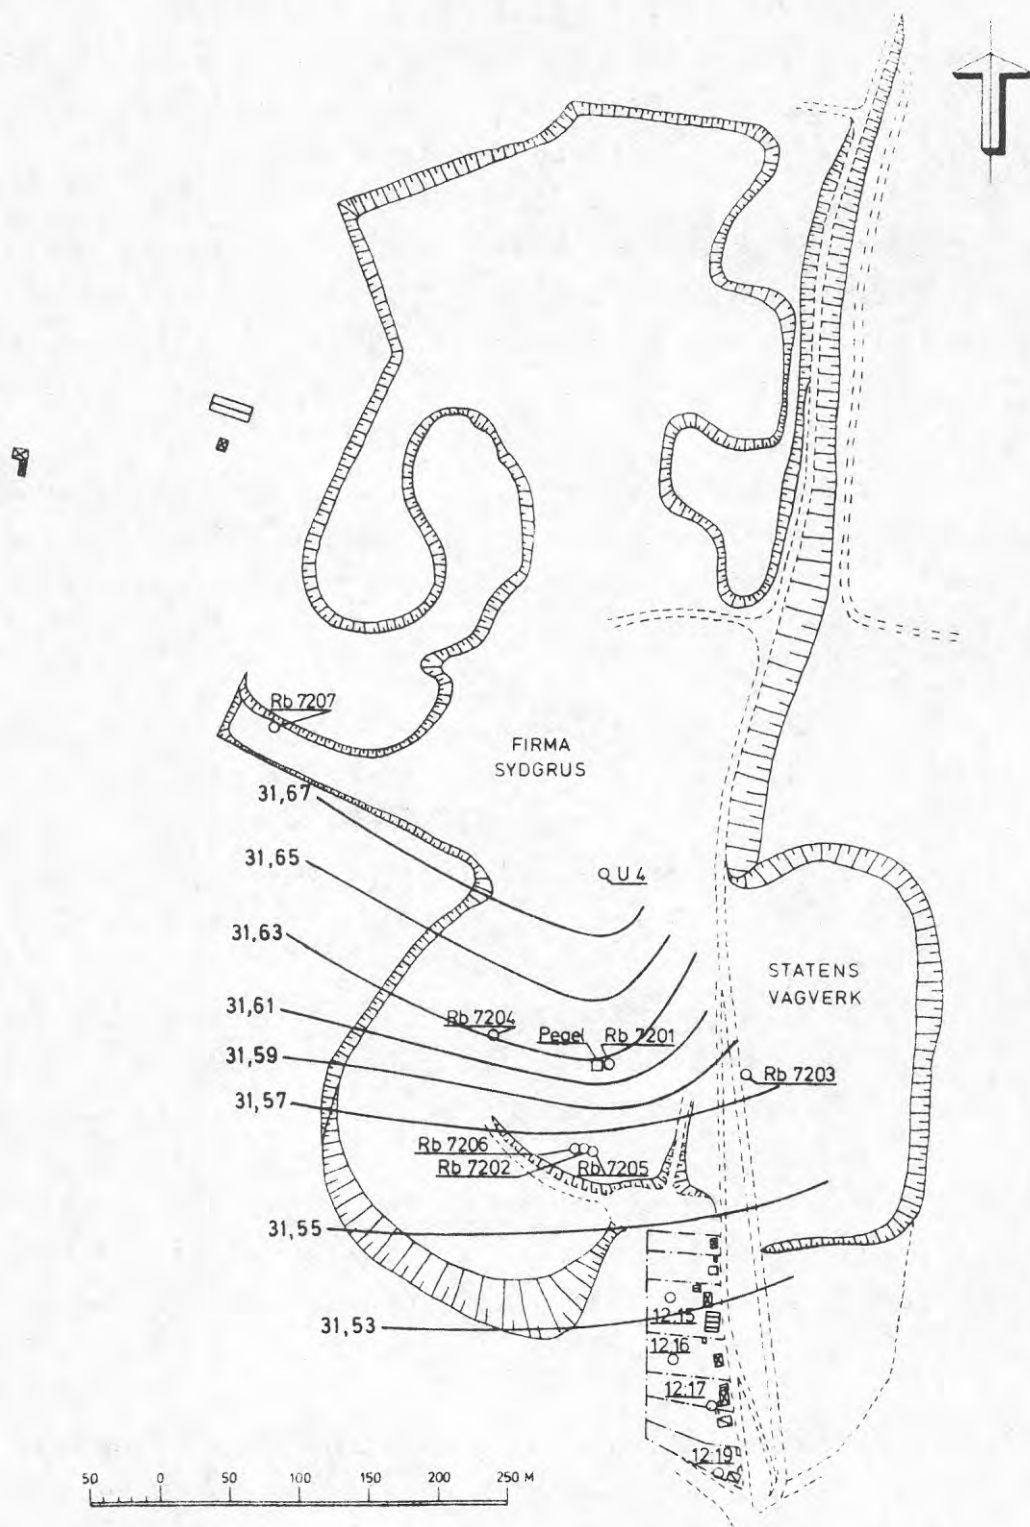 Rb 7207
FIRMA
SYDGRUS
31,67
31,65
U 4
31,63
STATENS
VAGVERK
31,61
Rb 7204
Pegel
Rb 7201
31,59
Rb 7203
31,57
Rb 7206
Rb 7202
Rb 7205
31,55
31,53
12:15
12.16
12:17
12:19
50 0 50 100 150 200 250 M